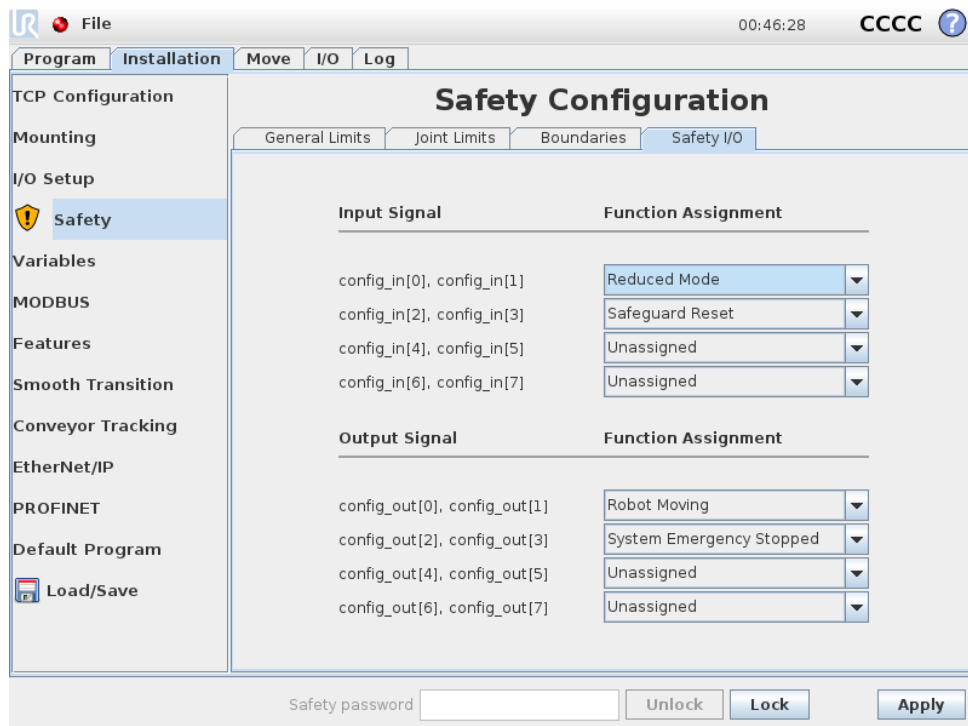 UR File 00:46:28 CCCC ?
Program Installation Move I/O Log
TCP Configuration
Mounting
I/O Setup
Safety
Variables
MODBUS
Features
Smooth Transition
Conveyor Tracking
EtherNet/IP
PROFINET
Default Program
Load/Save
Safety Configuration
General Limits Joint Limits Boundaries Safety I/O
Input Signal Function Assignment
config_in[0], config_in[1] Reduced Mode
config_in[2], config_in[3] Safeguard Reset
config_in[4], config_in[5] Unassigned
config_in[6], config_in[7] Unassigned
Output Signal Function Assignment
config_out[0], config_out[1] Robot Moving
config_out[2], config_out[3] System Emergency Stopped
config_out[4], config_out[5] Unassigned
config_out[6], config_out[7] Unassigned
Safety password Unlock Lock Apply